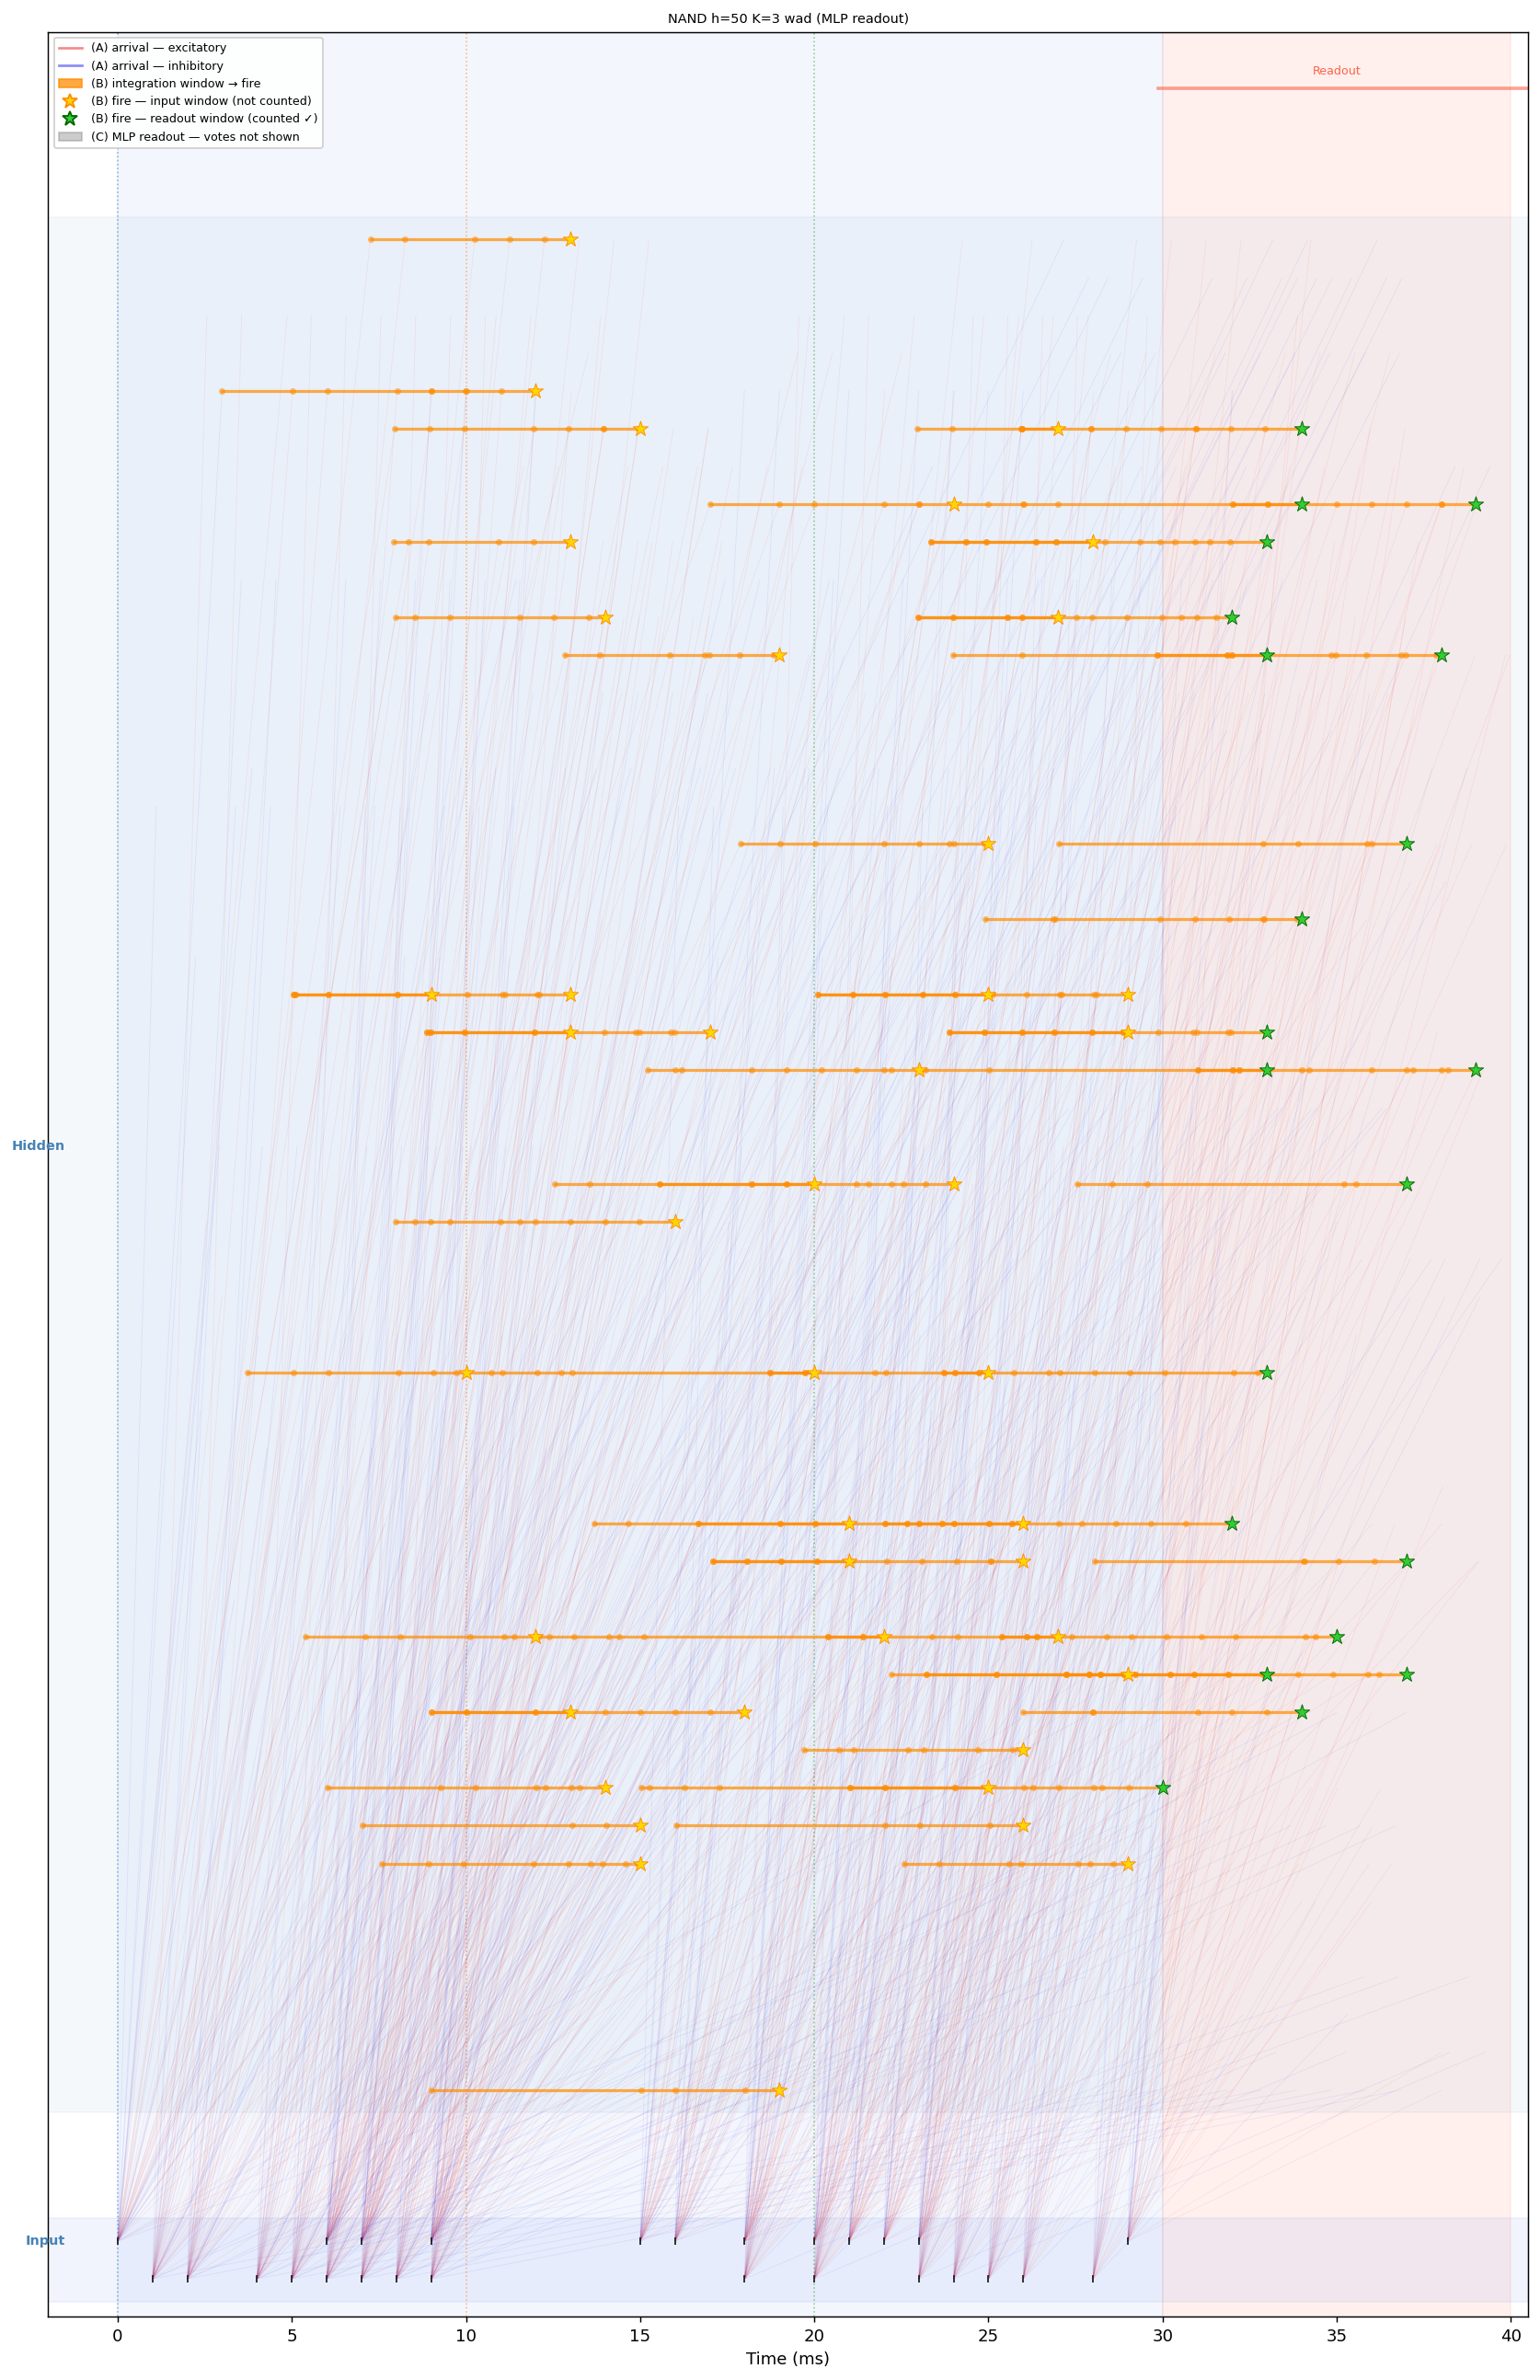 NAND h=50 K=3 wad (MLP readout)
(A) arrival — excitatory
(A) arrival — inhibitory
(B) integration window → fire
(B) fire — input window (not counted)
(B) fire — readout window (counted ✓)
(C) MLP readout — votes not shown
Readout
Hidden
Input
0 5 10 15 20 25 30 35 40
Time (ms)